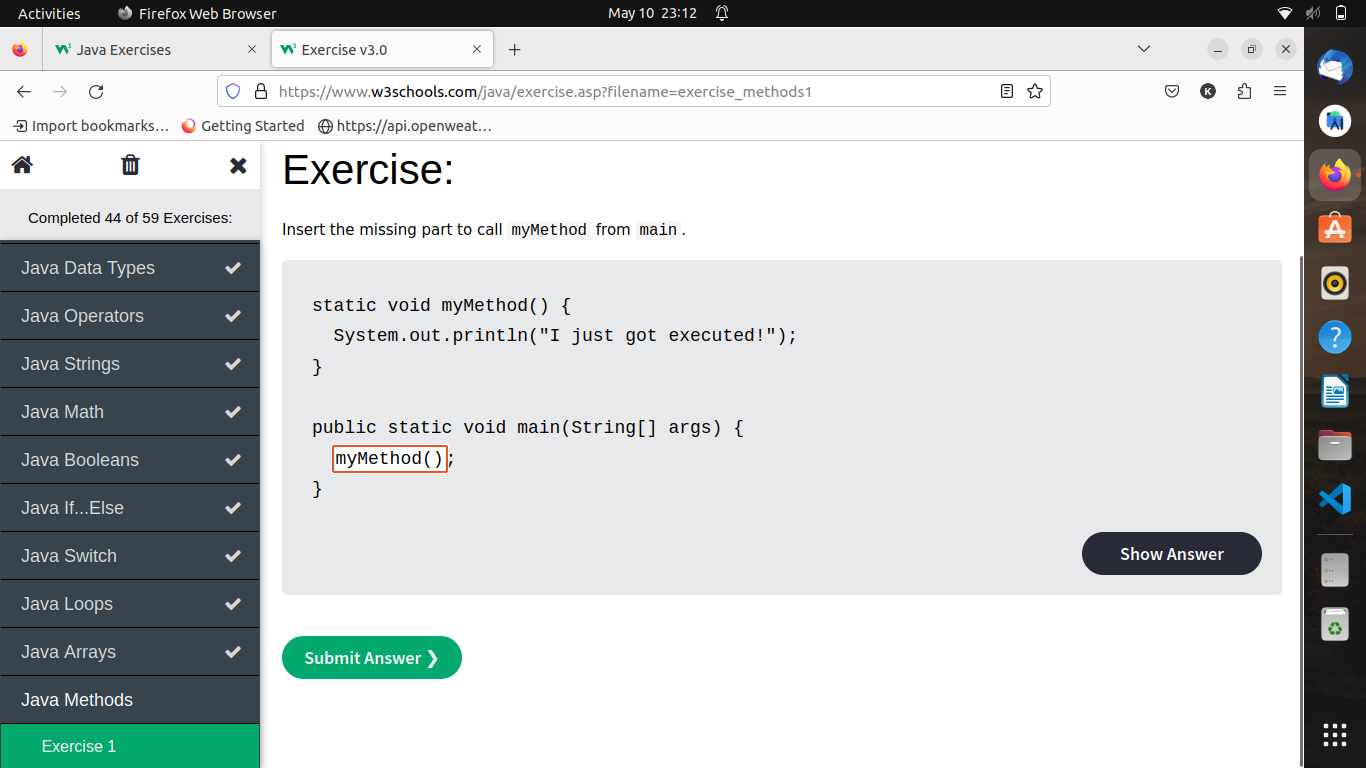 Activities
Firefox Web Browser
May 10 23:12
Java Exercises
Exercise v3.0
https://www.w3schools.com/java/exercise.asp?filename=exercise_methods1
K
Import bookmarks…
Getting Started
https://api.openweat…
Completed 44 of 59 Exercises:
Java Data Types
Java Operators
Java Strings
Java Math
Java Booleans
Java If...Else
Java Switch
Java Loops
Java Arrays
Java Methods
Exercise 1
Exercise:
Insert the missing part to call myMethod from main.
static void myMethod() {
  System.out.println("I just got executed!");
}
public static void main(String[] args) {
  myMethod();
}
Show Answer
Submit Answer ❯